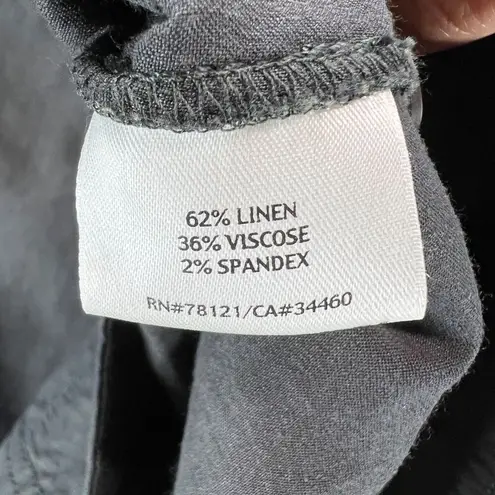 62% LINEN
36% VISCOSE
2% SPANDEX
RN#78121/CA#34460